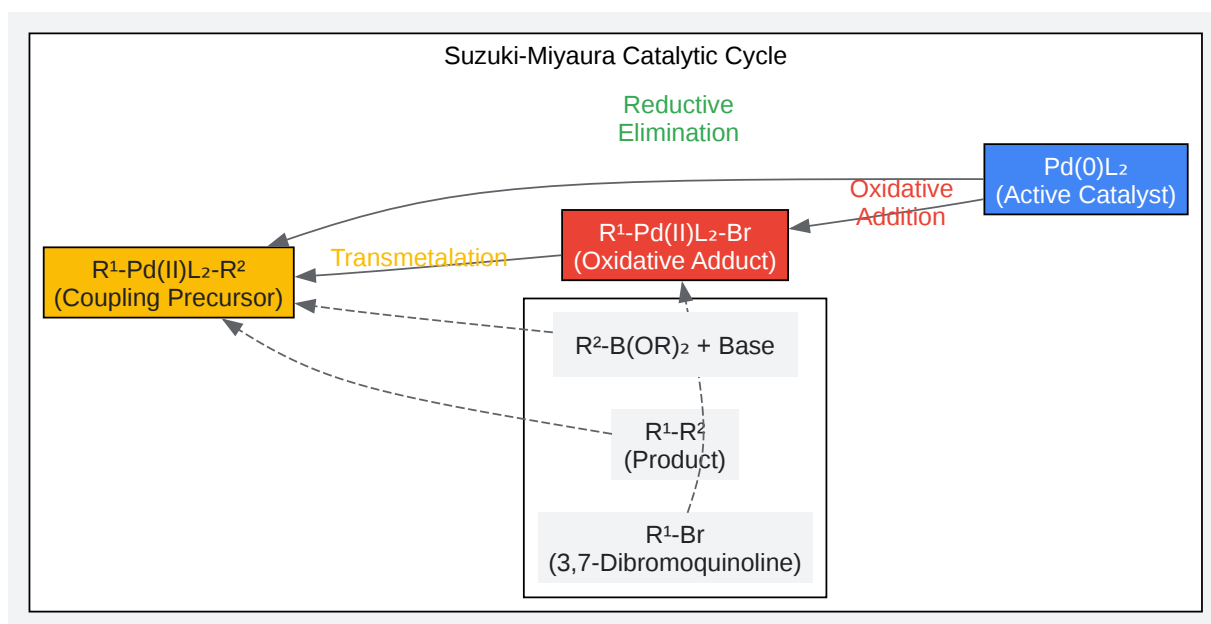 Suzuki-Miyaura Catalytic Cycle
Reductive
Elimination
Pd(0)L₂
(Active Catalyst)
Oxidative
Addition
R¹-Pd(II)L₂-Br
(Oxidative Adduct)
Transmetalation
R¹-Pd(II)L₂-R²
(Coupling Precursor)
R²-B(OR)₂ + Base
R¹-R²
(Product)
R¹-Br
(3,7-Dibromoquinoline)